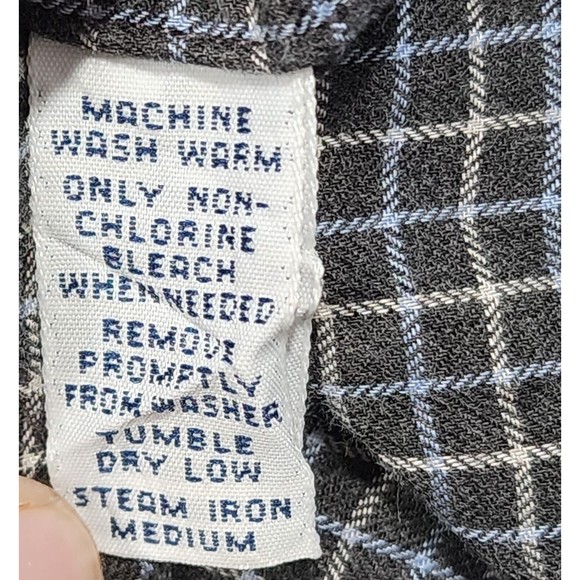 MACHINE
WASH WARM
ONLY NON-
CHLORINE
BLEACH
WHEN NEEDED
REMOVE
PROMPTLY
FROM WASHER
TUMBLE
DRY LOW
STEAM IRON
MEDIUM